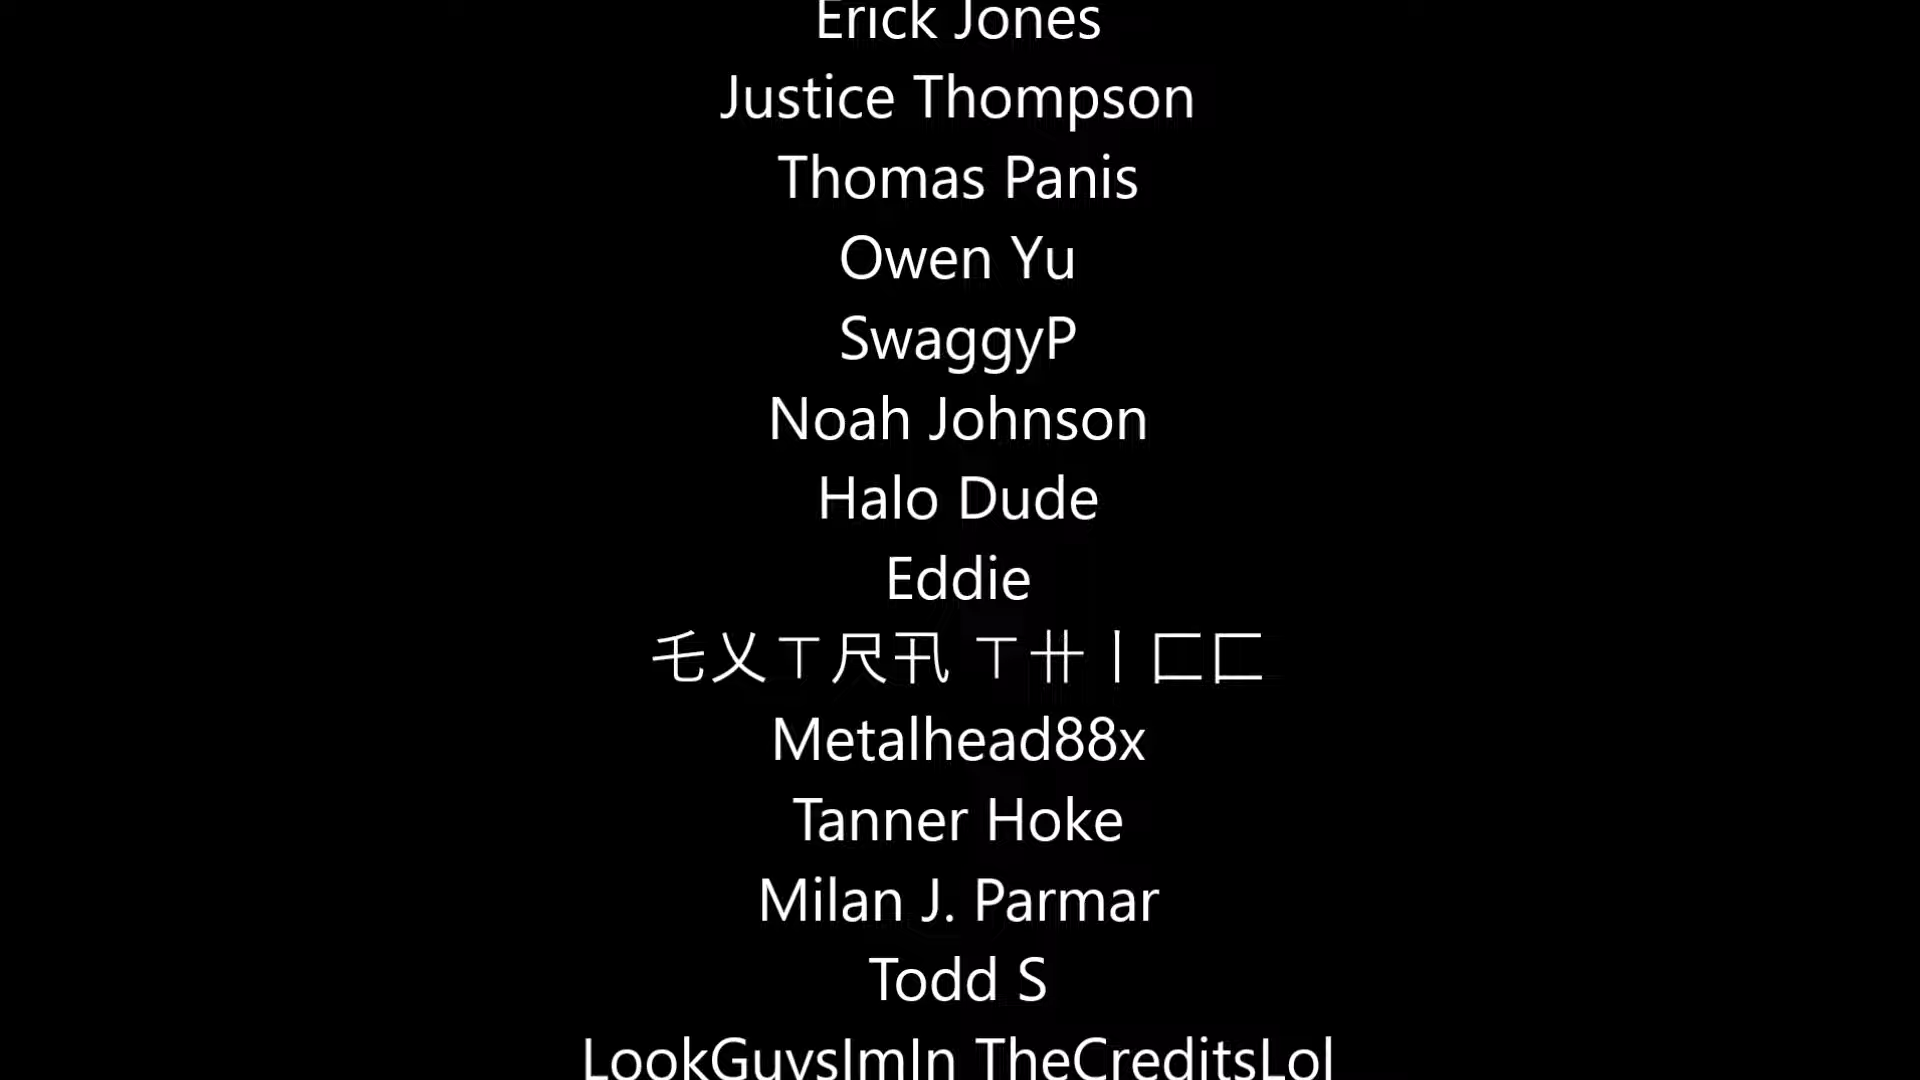 Erick Jones
Justice Thompson
Thomas Panis
Owen Yu
SwaggyP
Noah Johnson
Halo Dude
Eddie
乇乂ㄒ尺卂 ㄒ卄丨匚匚
Metalhead88x
Tanner Hoke
Milan J. Parmar
Todd S
LookGuysImIn TheCreditsLol